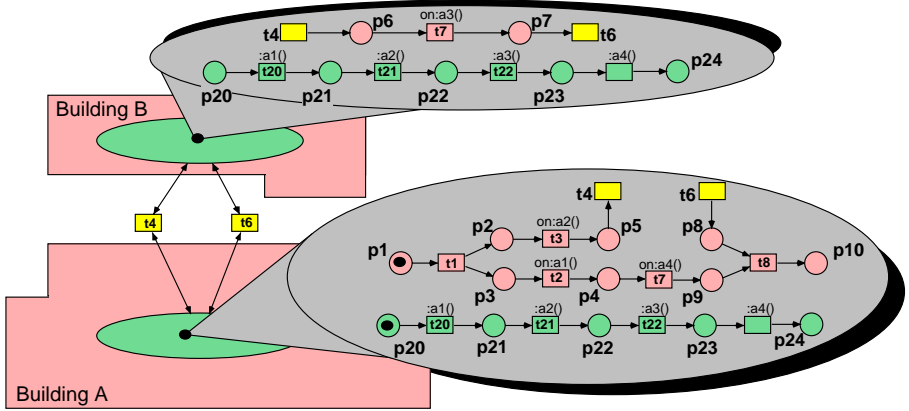 on:a3()
t4 p6 t7 p7 t6
:a1() :a2() :a3() :a4()
t20 t21 t22 p24
p20 p21 p22 p23
Building B
t4 t6
t4 t6
on:a2()
p1 p2 t3 p5 p8 p10
t1 on:a1() on:a4() t8
p3 t2 p4 t7 p9
:a1() :a2() :a3() :a4()
t20 t21 t22
p20 p21 p22 p23 p24
Building A